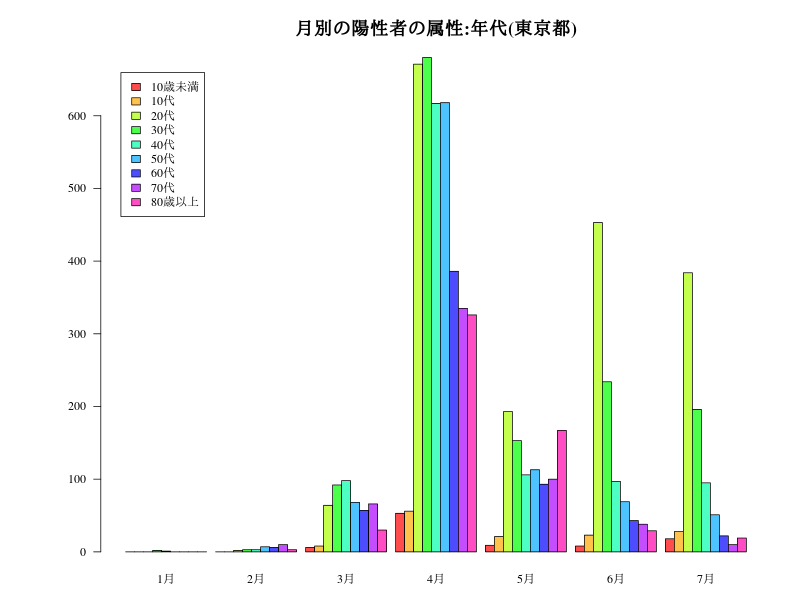 月別の陽性者の属性:年代(東京都)
10歳未満
10代
20代
30代
40代
50代
60代
70代
80歳以上
600
500
400
300
200
100
0
1月 2月 3月 4月 5月 6月 7月